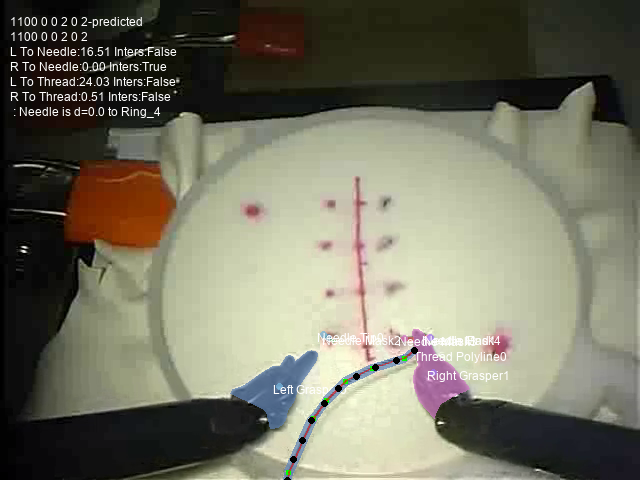 1100 0 0 2 0 2-predicted
1100 0 0 2 0 2
L To Needle:16.51 Inters:False
R To Needle:0.00 Inters:True
L To Thread:24.03 Inters:False
R To Thread:0.51 Inters:False
: Needle is d=0.0 to Ring_4
Thread Polyline0
Right Grasper1